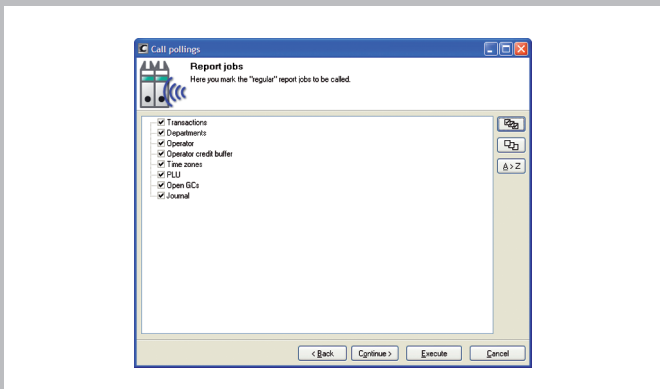 Call pollings
Report jobs
Here you mark the "regular" report jobs to be called.
Transactions
Departments
Operator
Operator credit buffer
Time zones
PLU
Open GCs
Journal
A>Z
< Back
Continue >
Execute
Cancel